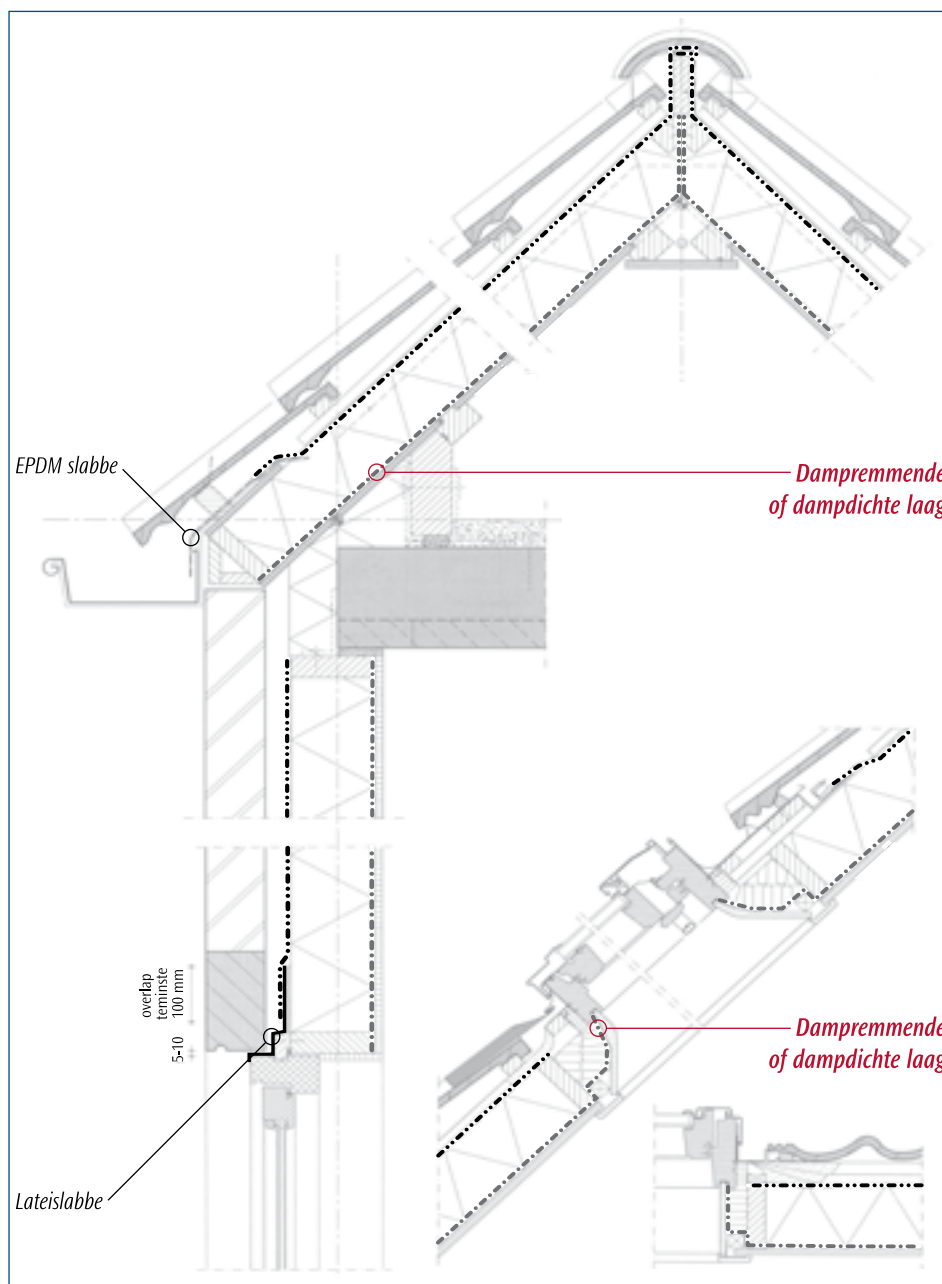 EPDM slabbe
Dampremmende
of dampdichte laag
overlap
teminste
100 mm
5-10
Dampremmende
of dampdichte laag
Lateislabbe